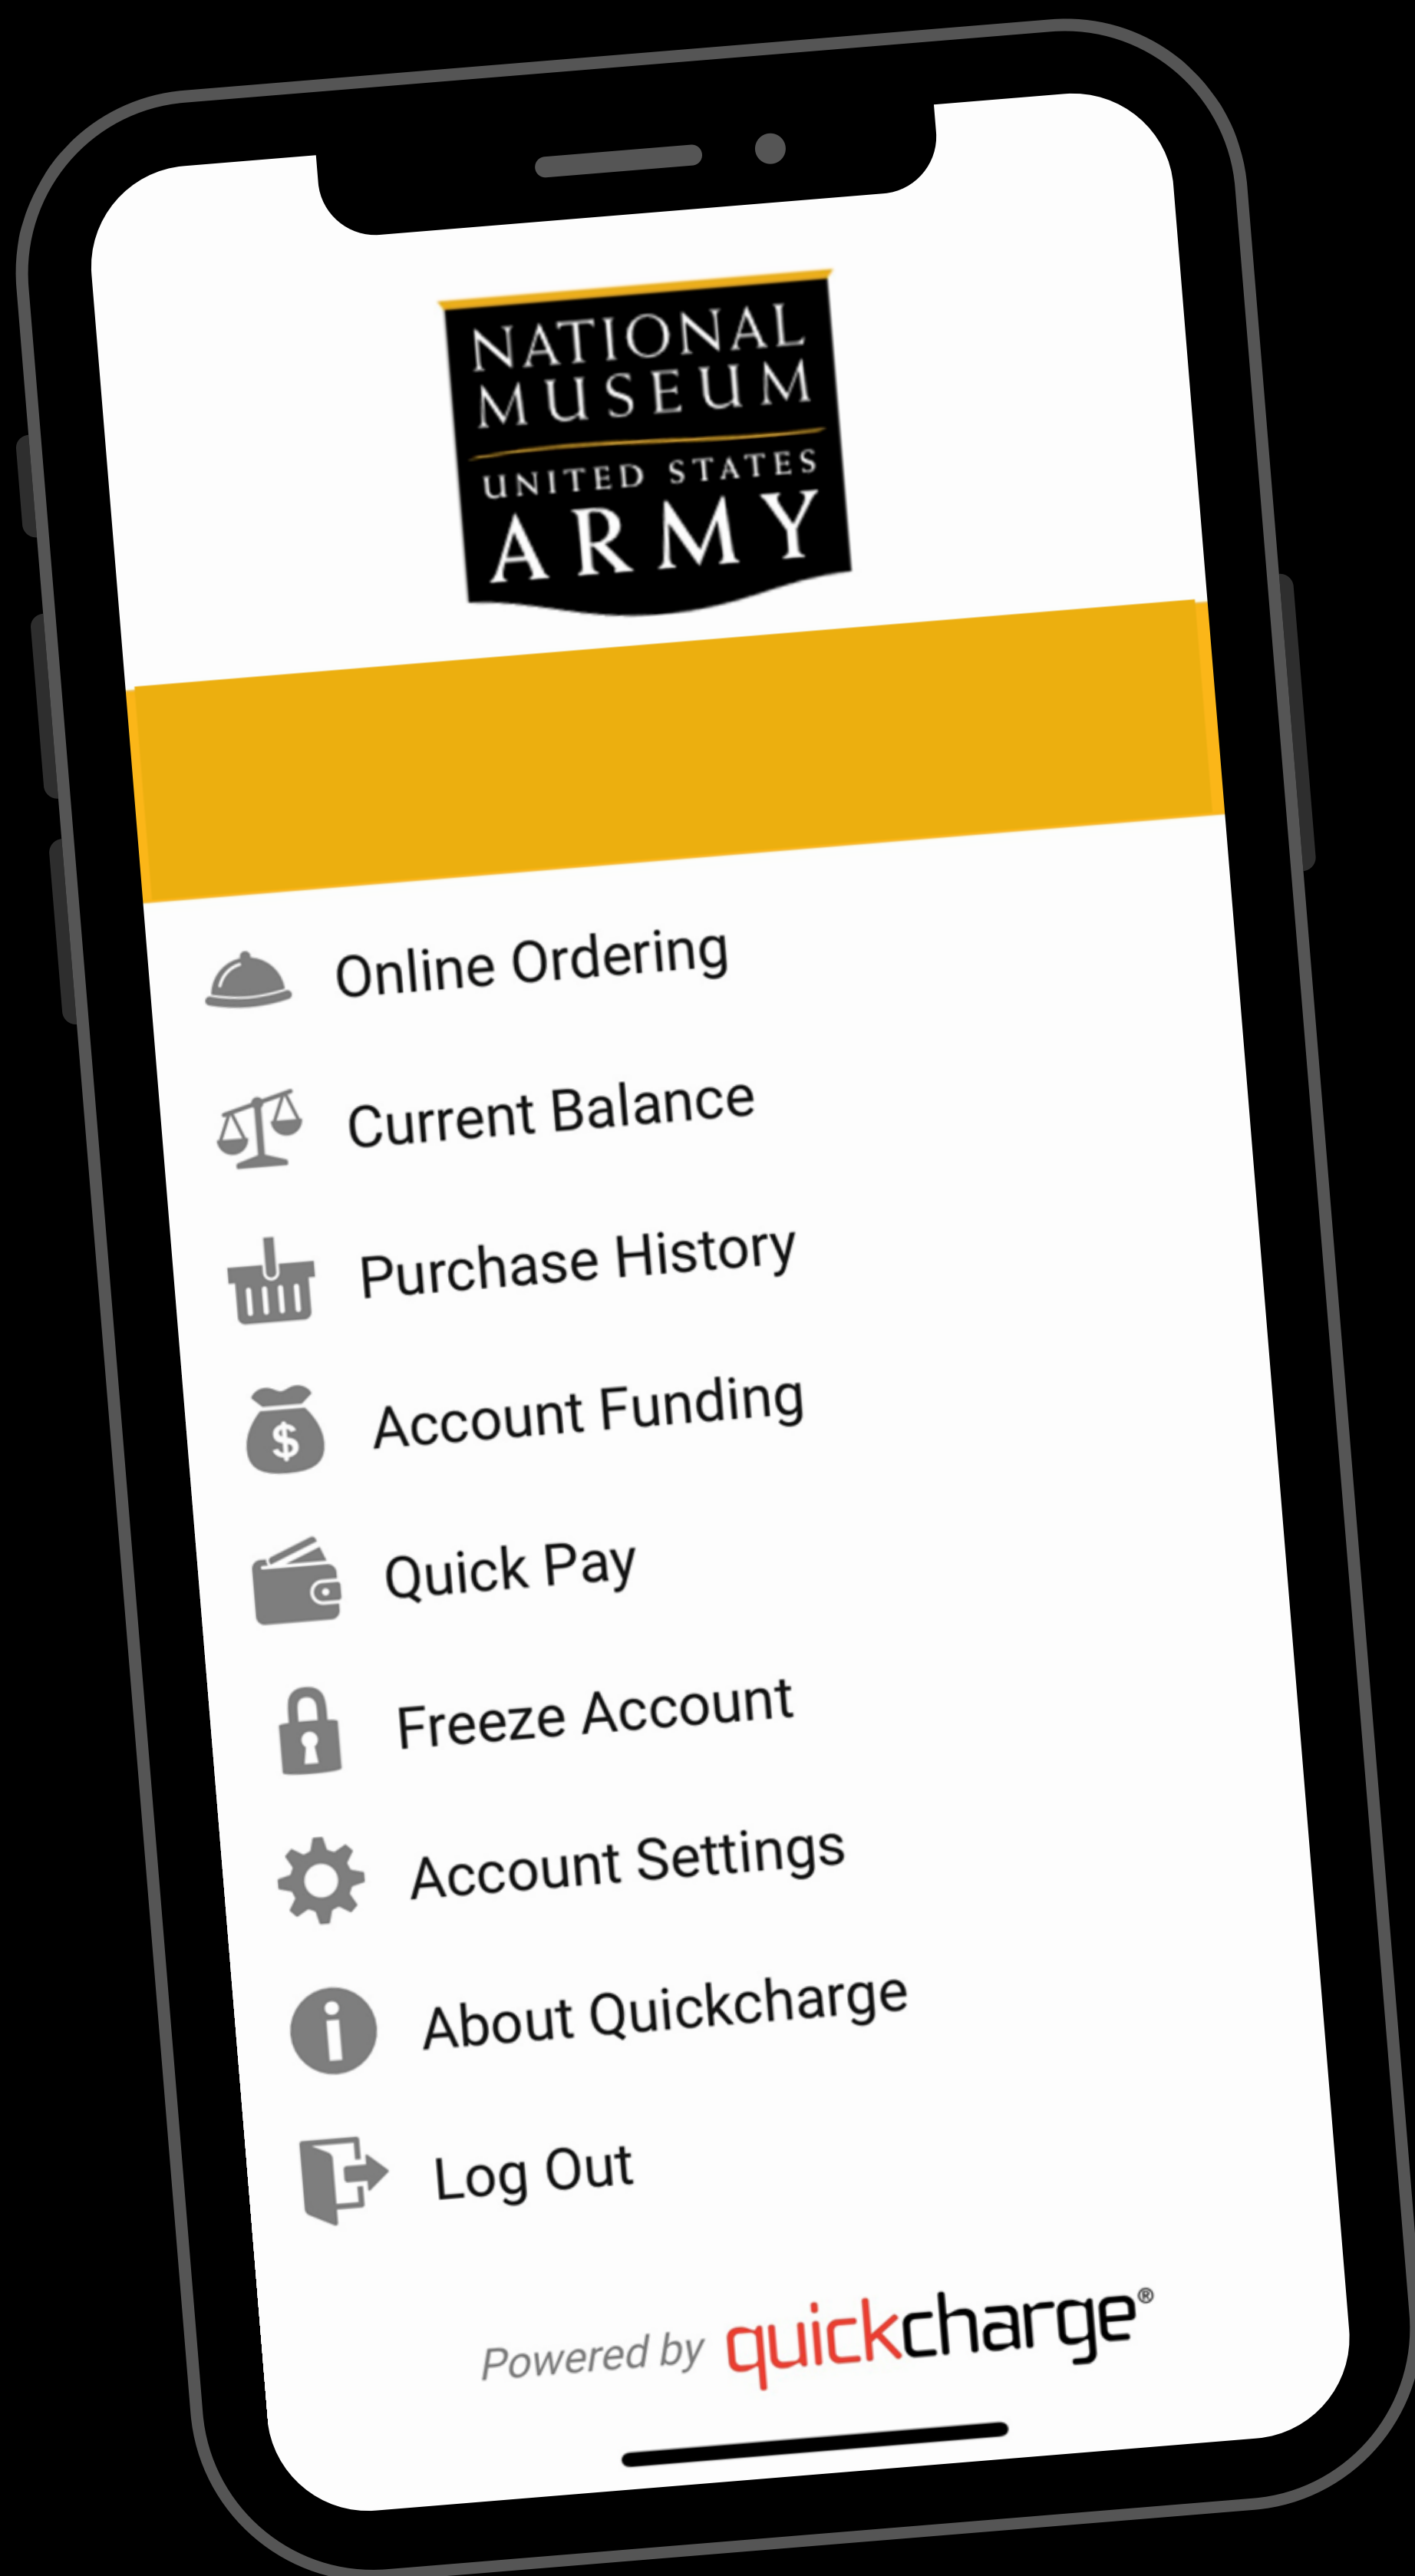 NATIONAL
MUSEUM
UNITED STATES
ARMY
Online Ordering
Current Balance
Purchase History
$
Account Funding
Quick Pay
Freeze Account
Account Settings
i
About Quickcharge
Log Out
Powered by quickcharge®